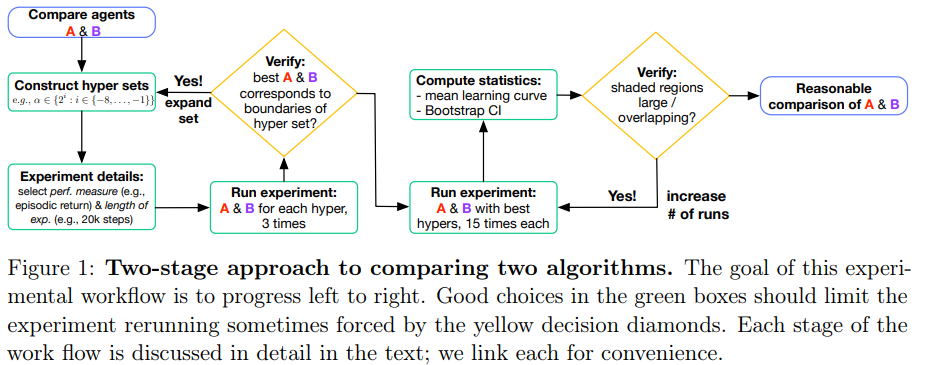 Compare agents
A & B
Construct hyper sets
e.g., α ∈ {2^i : i ∈ {−8, . . . , −1}}
Experiment details:
select perf. measure (e.g.,
episodic return) & length of
exp. (e.g., 20k steps)
Yes!
expand
set
Verify:
best A & B
corresponds to
boundaries of
hyper set?
Run experiment:
A & B for each hyper,
3 times
Compute statistics:
- mean learning curve
- Bootstrap CI
Run experiment:
A & B with best
hypers, 15 times each
Verify:
shaded regions
large /
overlapping?
Yes!
increase
# of runs
Reasonable
comparison of A & B
Figure 1: Two-stage approach to comparing two algorithms. The goal of this experi-
mental workflow is to progress left to right. Good choices in the green boxes should limit the
experiment rerunning sometimes forced by the yellow decision diamonds. Each stage of the
work flow is discussed in detail in the text; we link each for convenience.